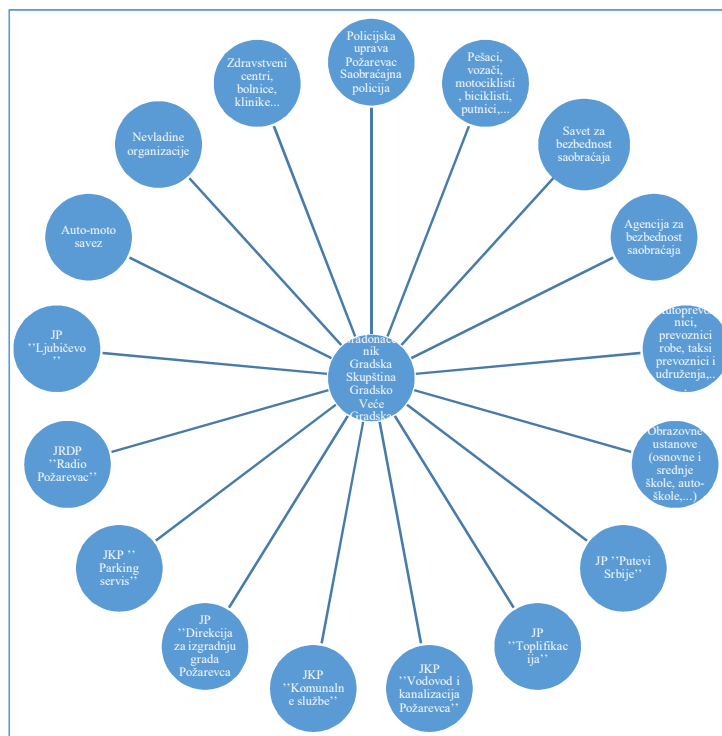 Policijska
uprava
Požarevac
Saobraćajna
policija
Pešaci,
vozači,
motociklisti
, biciklisti,
putnici,...
Savet za
bezbednost
saobraćaja
Agencija za
bezbednost
saobraćaja
nici,
prevoznici
robe, taksi
prevoznici i
udruženja,..
.
Obrazovne
ustanove
(osnovne i
srednje
škole, auto-
škole,...)
JP ’’Putevi
Srbije’’
JP
’’Toplifikac
ija’’
JKP
’’Vodovod i
kanalizacija
Požarevca’’
JKP
’’Komunaln
e službe’’
JP
’’Direkcija
za izgradnju
grada
Požarevca
JKP ’’
Parking
servis’’
JRDP
’’Radio
Požarevac’’
JP
’’Ljubičevo
’’
Auto-moto
savez
Nevladine
organizacije
Zdravstveni
centri,
bolnice,
klinike...
nik
Gradska
Skupština
Gradsko
Veće
Gradska